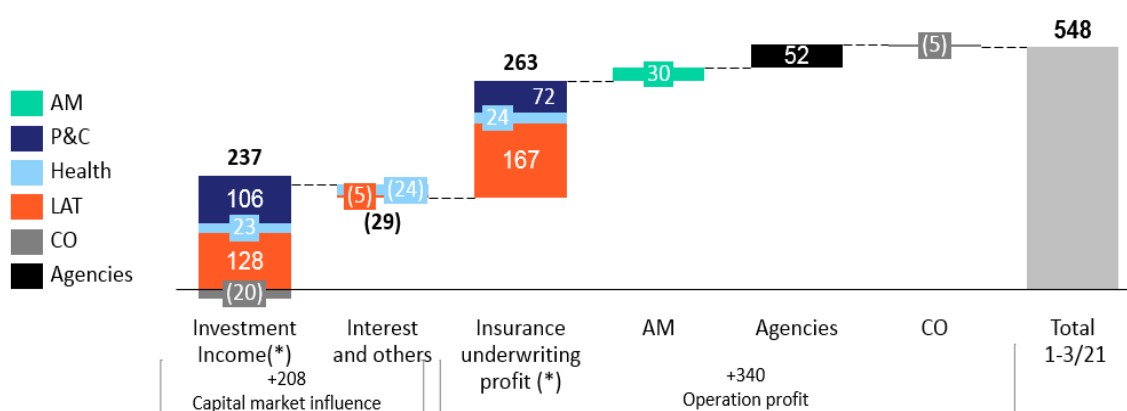 AM
P&C
Health
LAT
CO
Agencies
237
106
23
128
(20)
(5)
(24)
(29)
263
72
24
167
30
52
(5)
548
Investment
Income(*)
Interest
and others
Insurance
underwriting
profit (*)
AM
Agencies
CO
Total
1-3/21
+208
Capital market influence
+340
Operation profit